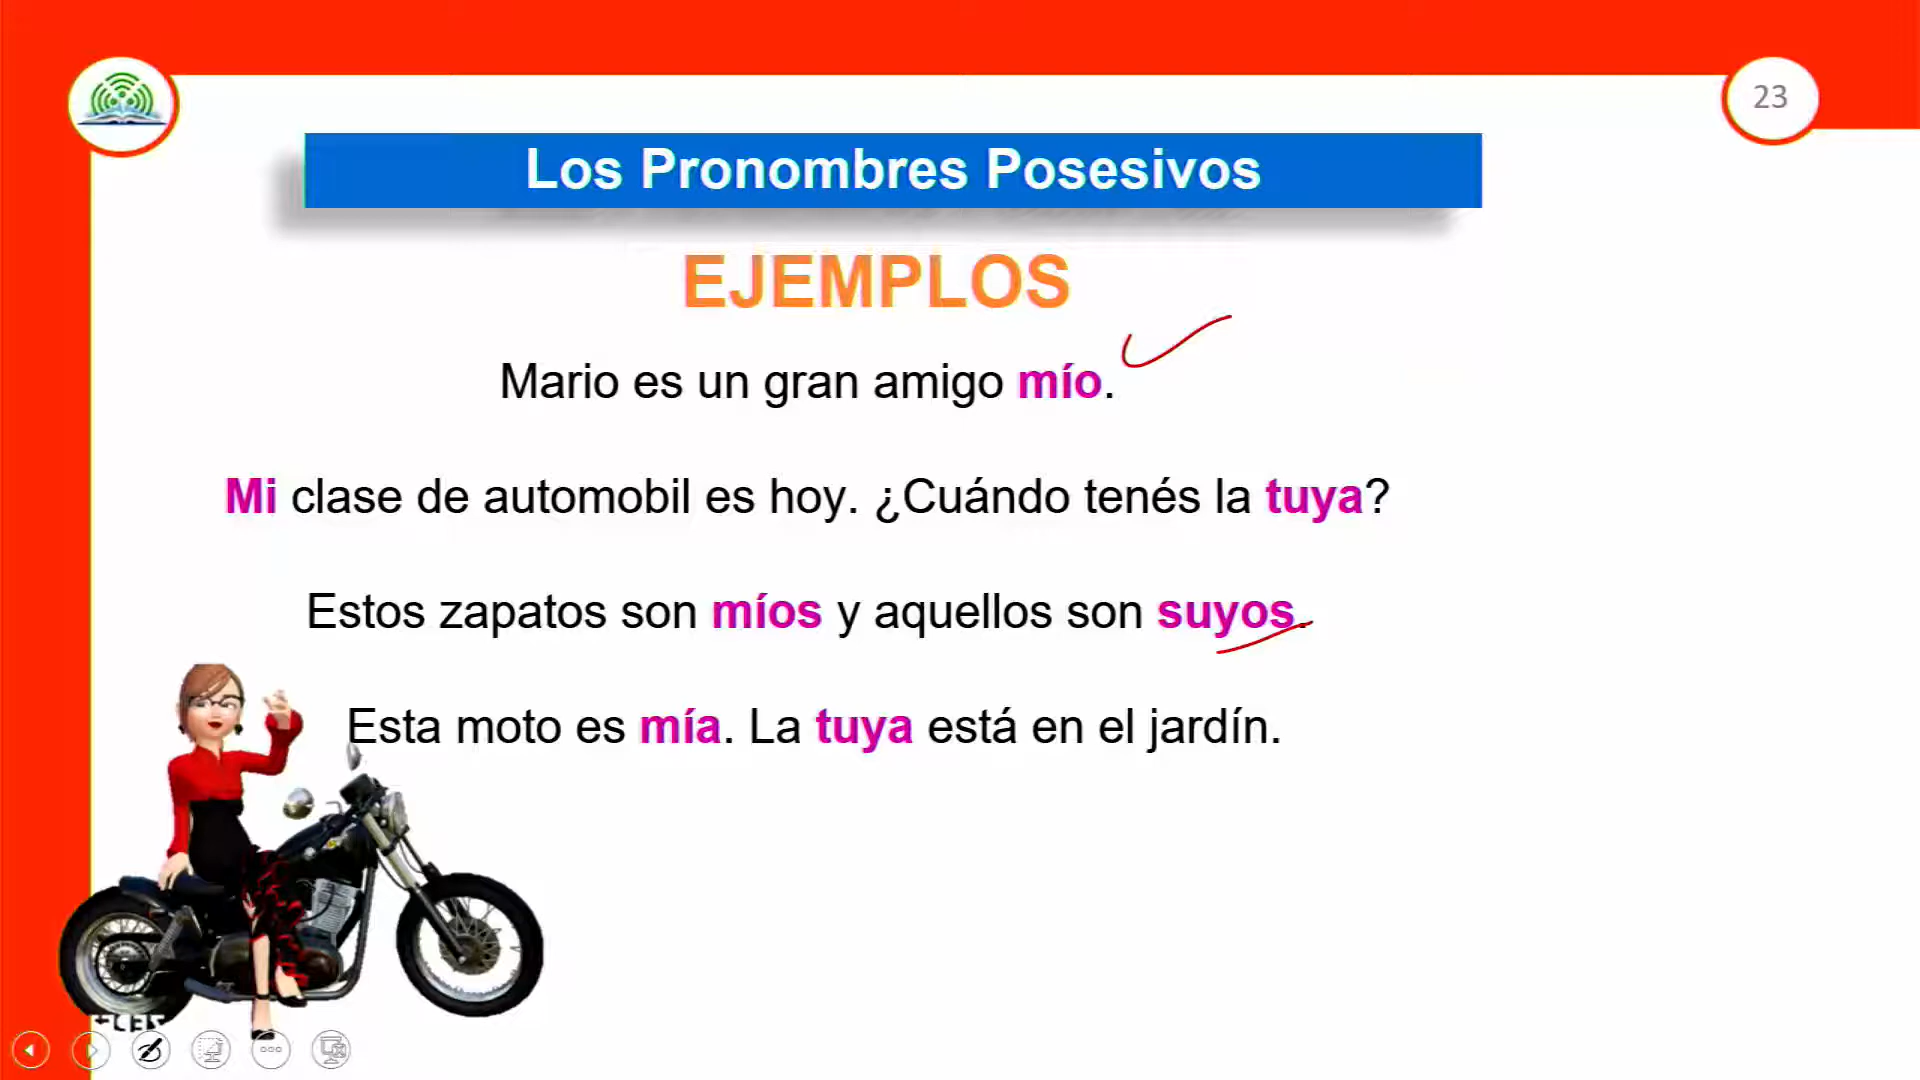 23
Los Pronombres Posesivos
EJEMPLOS
Mario es un gran amigo mío.
Mi clase de automobil es hoy. ¿Cuándo tenés la tuya?
Estos zapatos son míos y aquellos son suyos.
Esta moto es mía. La tuya está en el jardín.